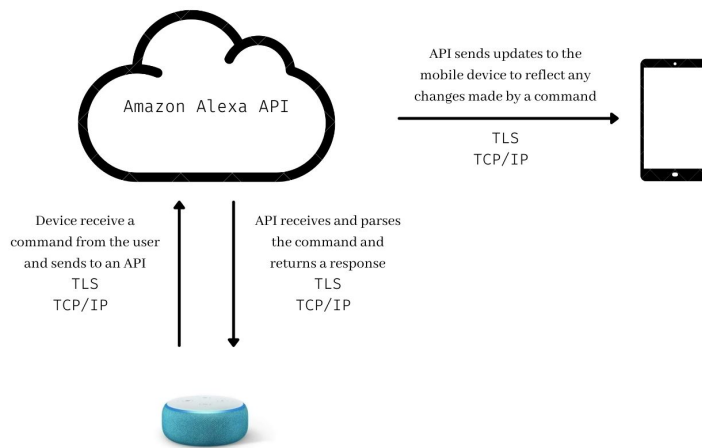 API sends updates to the
mobile device to reflect any
changes made by a command
TLS
TCP/IP
Amazon Alexa API
Device receive a
command from the user
and sends to an API
TLS
TCP/IP
API receives and parses
the command and
returns a response
TLS
TCP/IP